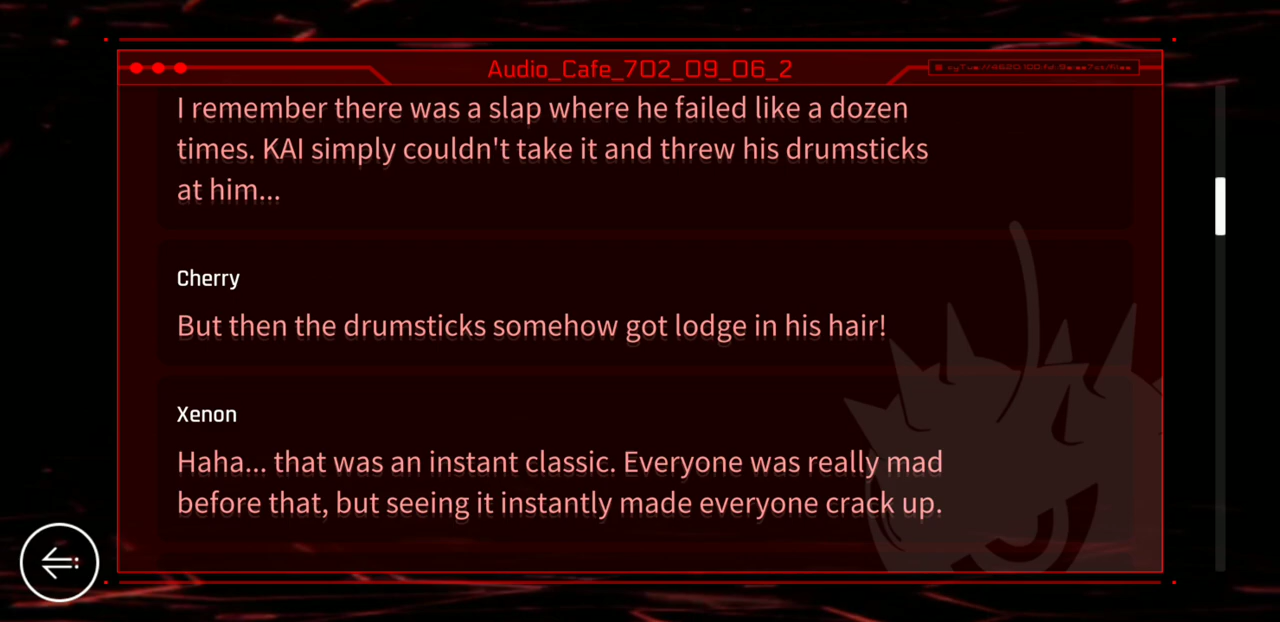 Audio_Cafe_702_09_06_2
I remember there was a slap where he failed like a dozen
times. KAI simply couldn't take it and threw his drumsticks
at him...
Cherry
But then the drumsticks somehow got lodge in his hair!
Xenon
Haha... that was an instant classic. Everyone was really mad
before that, but seeing it instantly made everyone crack up.